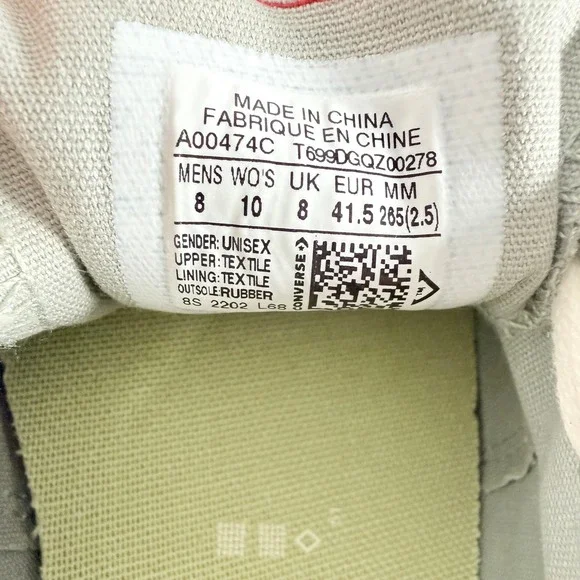 MADE IN CHINA
FABRIQUE EN CHINE
A00474C T699DGQZ00278
MENS WO'S UK EUR MM
8 10 8 41.5 265(2.5)
GENDER: UNISEX
UPPER: TEXTILE
LINING: TEXTILE
OUTSOLE: RUBBER
8S 2202 L68
CONVERSE